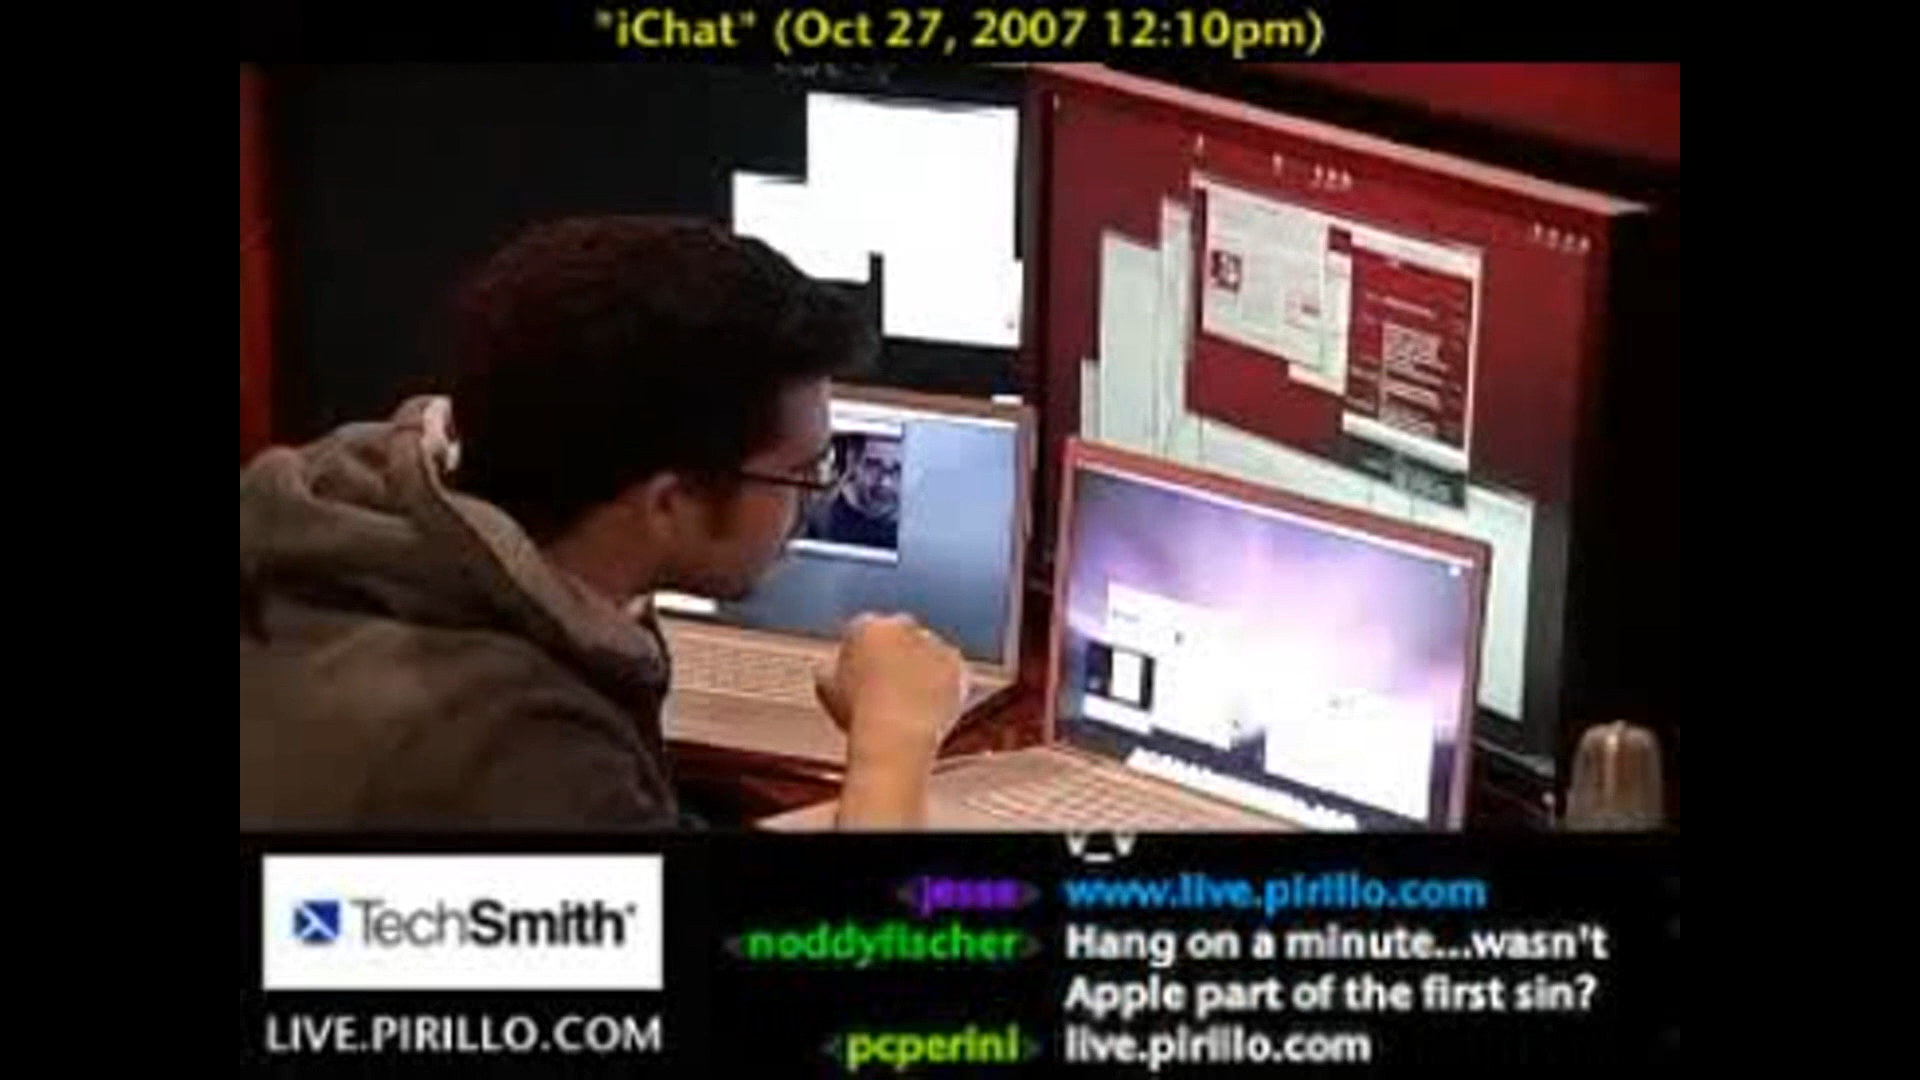 "iChat" (Oct 27, 2007 12:10pm)
v_v
<jesse> www.live.pirillo.com
<noddyfischer> Hang on a minute...wasn't
Apple part of the first sin?
<pcperini> live.pirillo.com
TechSmith
LIVE.PIRILLO.COM